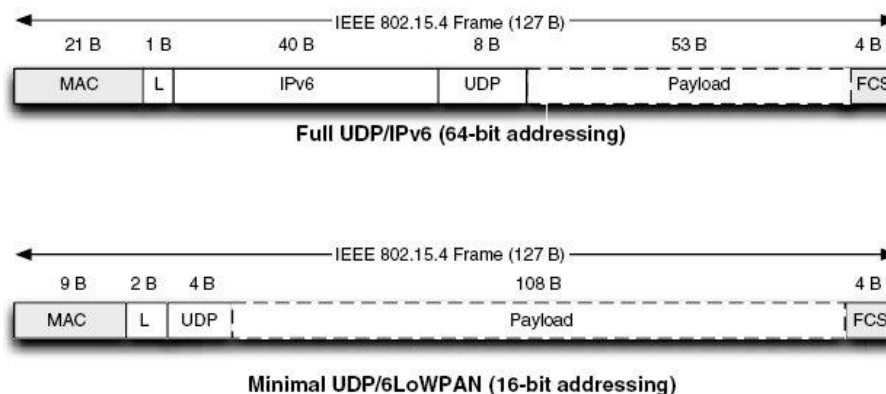 IEEE 802.15.4 Frame (127 B)
21 B 1 B 40 B 8 B 53 B 4 B
MAC L IPv6 UDP Payload FCS
Full UDP/IPv6 (64-bit addressing)
IEEE 802.15.4 Frame (127 B)
9 B 2 B 4 B 108 B 4 B
MAC L UDP Payload FCS
Minimal UDP/6LoWPAN (16-bit addressing)